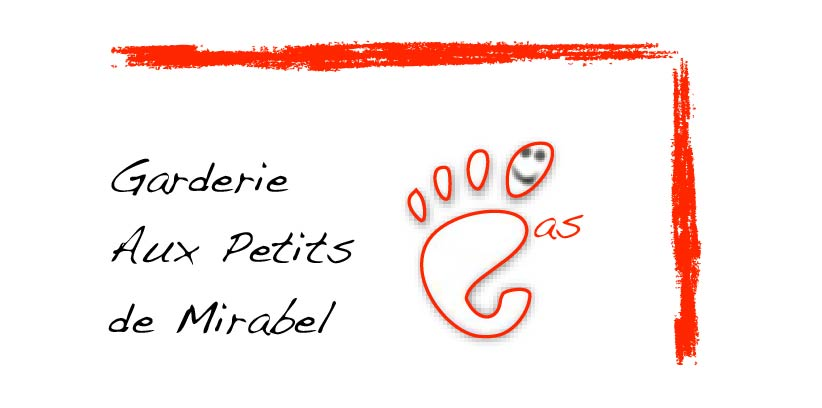 Garderie
Aux Petits
as
de Mirabel